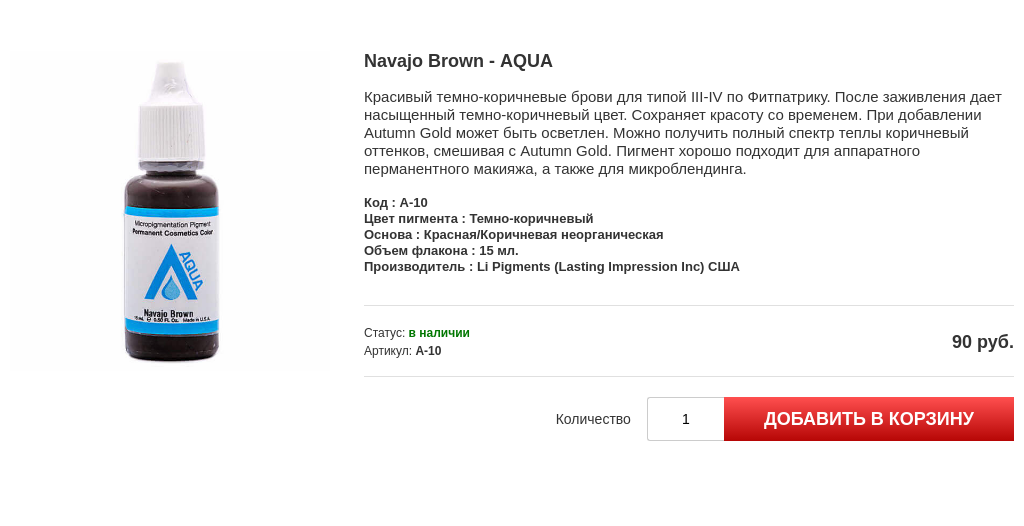 Navajo Brown - AQUA
Красивый темно-коричневые брови для типой III-IV по Фитпатрику. После заживления дает
насыщенный темно-коричневый цвет. Сохраняет красоту со временем. При добавлении
Autumn Gold может быть осветлен. Можно получить полный спектр теплы коричневый
оттенков, смешивая с Autumn Gold. Пигмент хорошо подходит для аппаратного
перманентного макияжа, а также для микроблендинга.
Код : A-10
Цвет пигмента : Темно-коричневый
Основа : Красная/Коричневая неорганическая
Объем флакона : 15 мл.
Производитель : Li Pigments (Lasting Impression Inc) США
Статус: в наличии
Артикул: A-10
90 руб.
Количество
1
ДОБАВИТЬ В КОРЗИНУ
Micropigmentation Pigment
Permanent Cosmetics Color
AQUA
Navajo Brown
15 mL ℮ 0.50 Fl. Oz. Made in U.S.A.